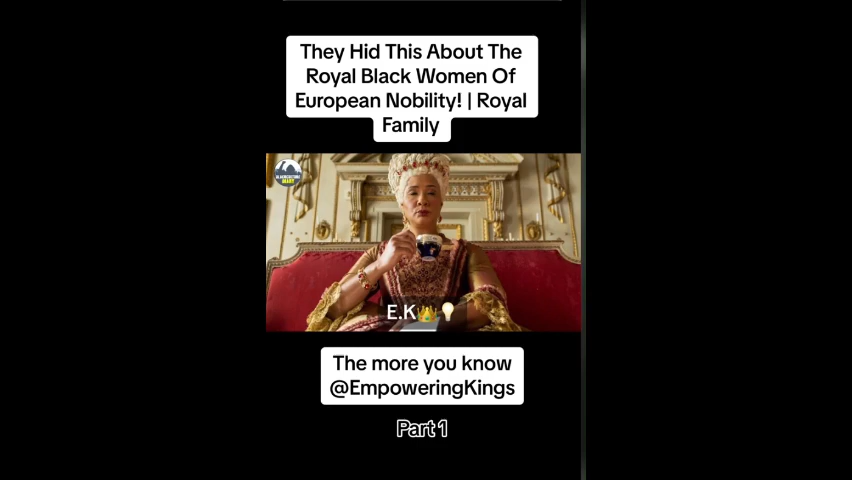 They Hid This About The
Royal Black Women Of
European Nobility! | Royal
Family
E.K👑💡
The more you know
@EmpoweringKings
Part 1